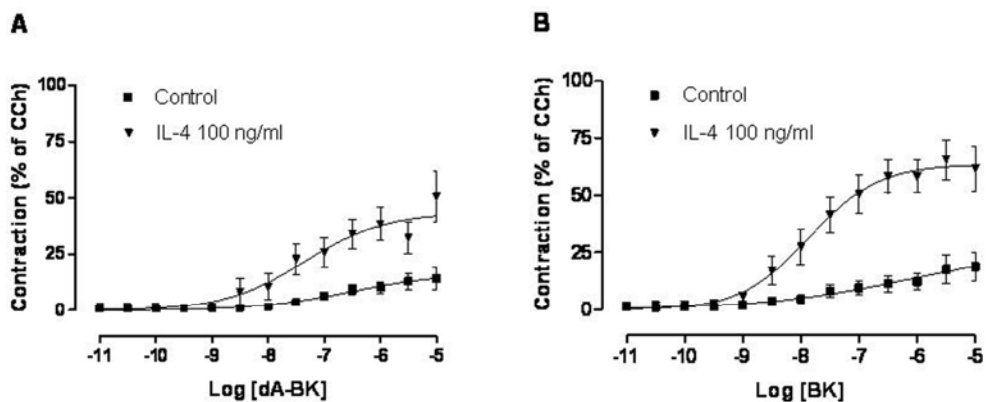 A
Contraction (% of CCh)
100
75
50
25
0
Control
IL-4 100 ng/ml
-11 -10 -9 -8 -7 -6 -5
Log [dA-BK]
B
Contraction (% of CCh)
100
75
50
25
0
Control
IL-4 100 ng/ml
-11 -10 -9 -8 -7 -6 -5
Log [BK]